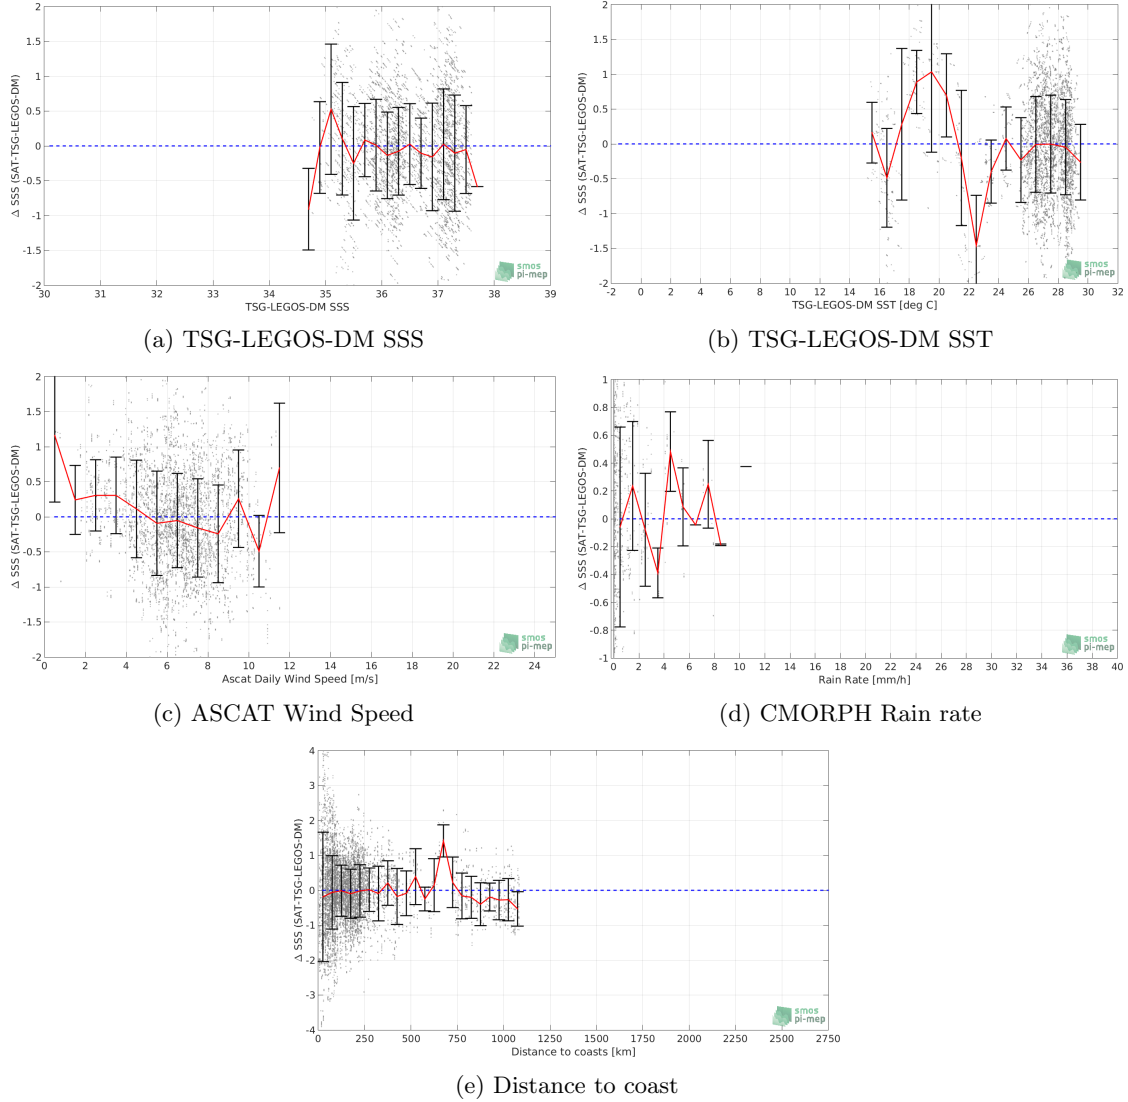 2
1.5
1
0.5
0
-0.5
-1
-1.5
-2
Δ SSS (SAT-TSG-LEGOS-DM)
30 31 32 33 34 35 36 37 38 39
TSG-LEGOS-DM SSS
smos
pi-mep
(a) TSG-LEGOS-DM SSS
2
1.5
1
0.5
0
-0.5
-1
-1.5
-2
Δ SSS (SAT-TSG-LEGOS-DM)
-2 0 2 4 6 8 10 12 14 16 18 20 22 24 26 28 30 32
TSG-LEGOS-DM SST [deg C]
smos
pi-mep
(b) TSG-LEGOS-DM SST
2
1.5
1
0.5
0
-0.5
-1
-1.5
-2
Δ SSS (SAT-TSG-LEGOS-DM)
0 2 4 6 8 10 12 14 16 18 20 22 24
Ascat Daily Wind Speed [m/s]
smos
pi-mep
(c) ASCAT Wind Speed
1
0.8
0.6
0.4
0.2
0
-0.2
-0.4
-0.6
-0.8
-1
Δ SSS (SAT-TSG-LEGOS-DM)
0 2 4 6 8 10 12 14 16 18 20 22 24 26 28 30 32 34 36 38 40
Rain Rate [mm/h]
smos
pi-mep
(d) CMORPH Rain rate
4
3
2
1
0
-1
-2
-3
-4
Δ SSS (SAT-TSG-LEGOS-DM)
0 250 500 750 1000 1250 1500 1750 2000 2250 2500 2750
Distance to coasts [km]
smos
pi-mep
(e) Distance to coast